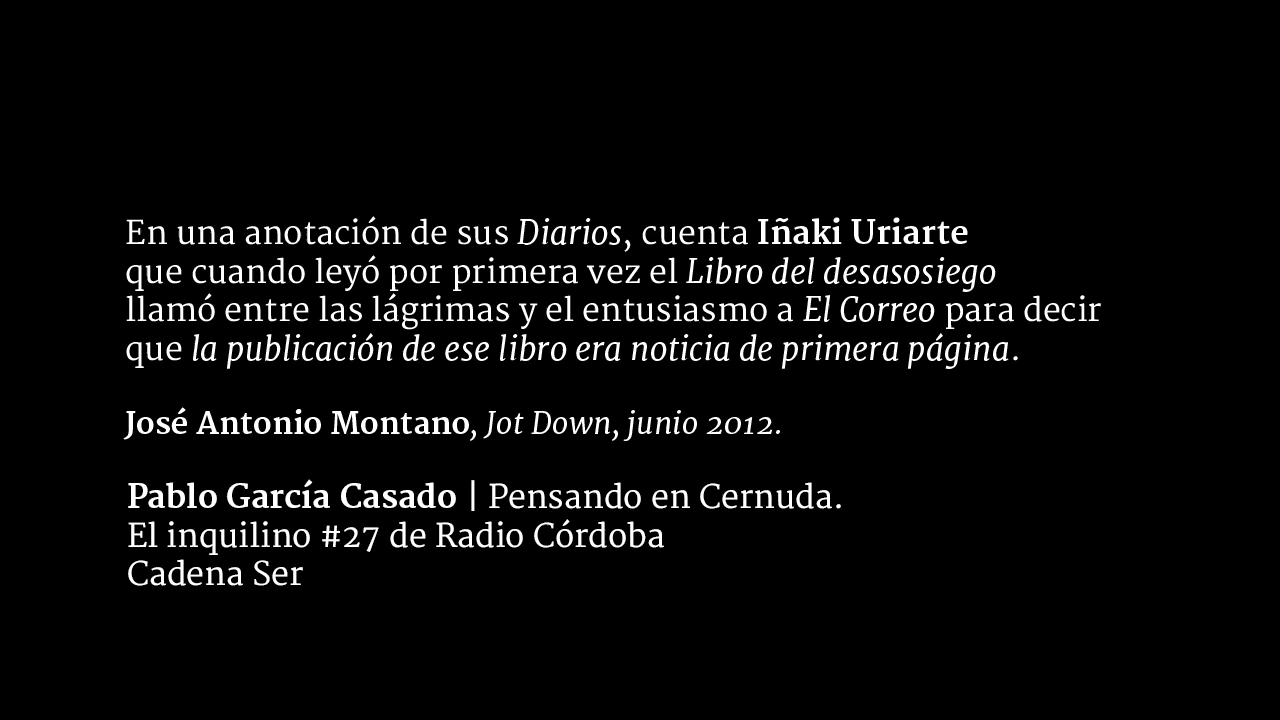 En una anotación de sus Diarios, cuenta Iñaki Uriarte
que cuando leyó por primera vez el Libro del desasosiego
llamó entre las lágrimas y el entusiasmo a El Correo para decir
que la publicación de ese libro era noticia de primera página.
José Antonio Montano, Jot Down, junio 2012.
Pablo García Casado | Pensando en Cernuda.
El inquilino #27 de Radio Córdoba
Cadena Ser